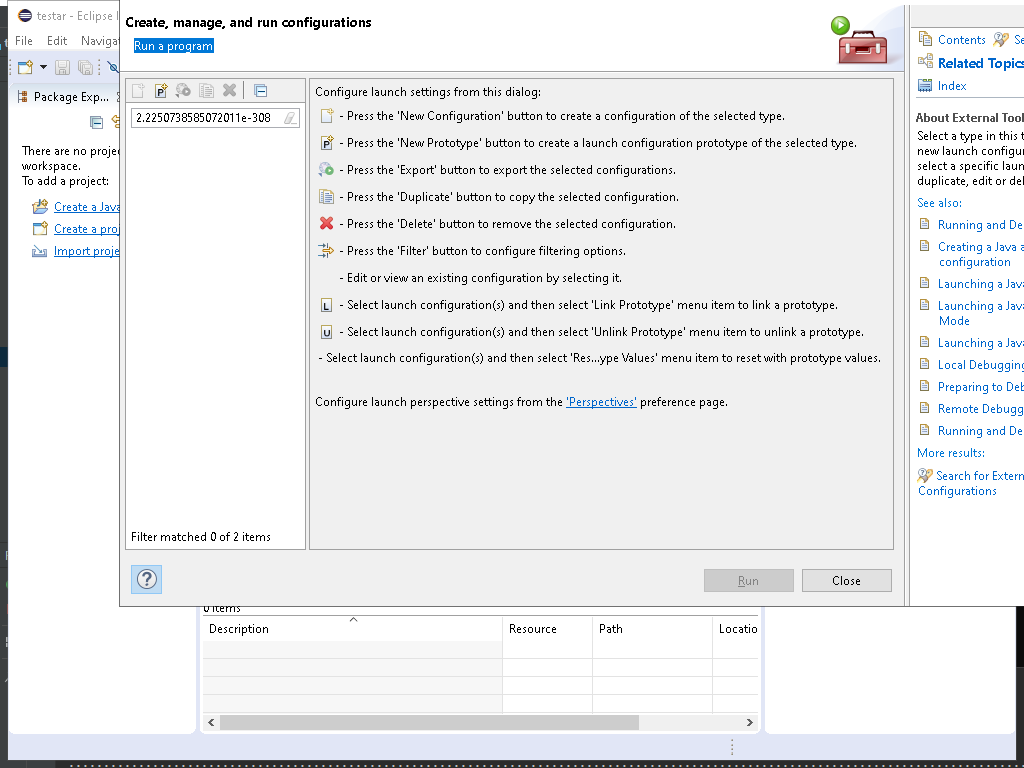 testar - Eclipse I
File Edit Naviga
Package Exp...
There are no proje
workspace.
To add a project:
Create a Java
Create a proj
Import proje
Create, manage, and run configurations
Run a program
2.2250738585072011e-308
Filter matched 0 of 2 items
Configure launch settings from this dialog:
- Press the 'New Configuration' button to create a configuration of the selected type.
- Press the 'New Prototype' button to create a launch configuration prototype of the selected type.
- Press the 'Export' button to export the selected configurations.
- Press the 'Duplicate' button to copy the selected configuration.
- Press the 'Delete' button to remove the selected configuration.
- Press the 'Filter' button to configure filtering options.
- Edit or view an existing configuration by selecting it.
L - Select launch configuration(s) and then select 'Link Prototype' menu item to link a prototype.
U - Select launch configuration(s) and then select 'Unlink Prototype' menu item to unlink a prototype.
- Select launch configuration(s) and then select 'Res...ype Values' menu item to reset with prototype values.
Configure launch perspective settings from the 'Perspectives' preference page.
Run Close
Contents Se
Related Topics
Index
About External Tool
Select a type in this
new launch configu
select a specific laun
duplicate, edit or del
See also:
Running and De
Creating a Java a
configuration
Launching a Java
Launching a Java
Mode
Launching a Java
Local Debugging
Preparing to Deb
Remote Debugg
Running and De
More results:
Search for Extern
Configurations
0 items
Description Resource Path Locatio